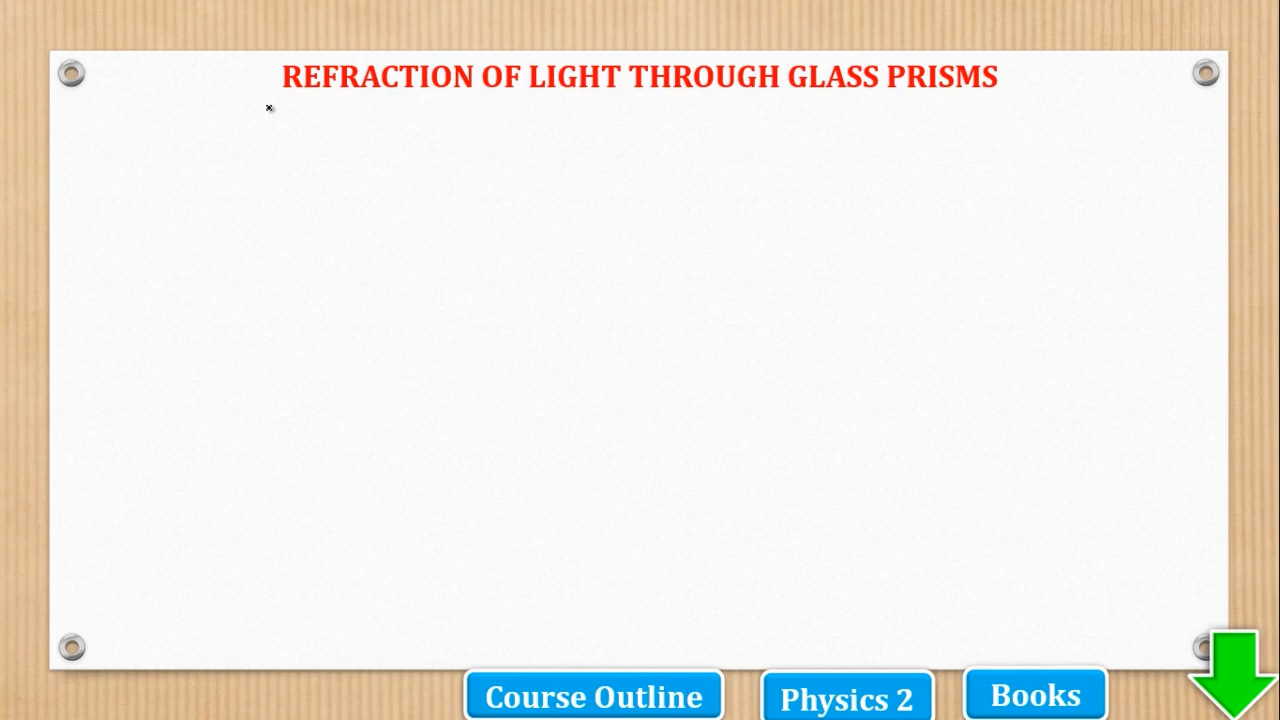 REFRACTION OF LIGHT THROUGH GLASS PRISMS
Course Outline
Physics 2
Books